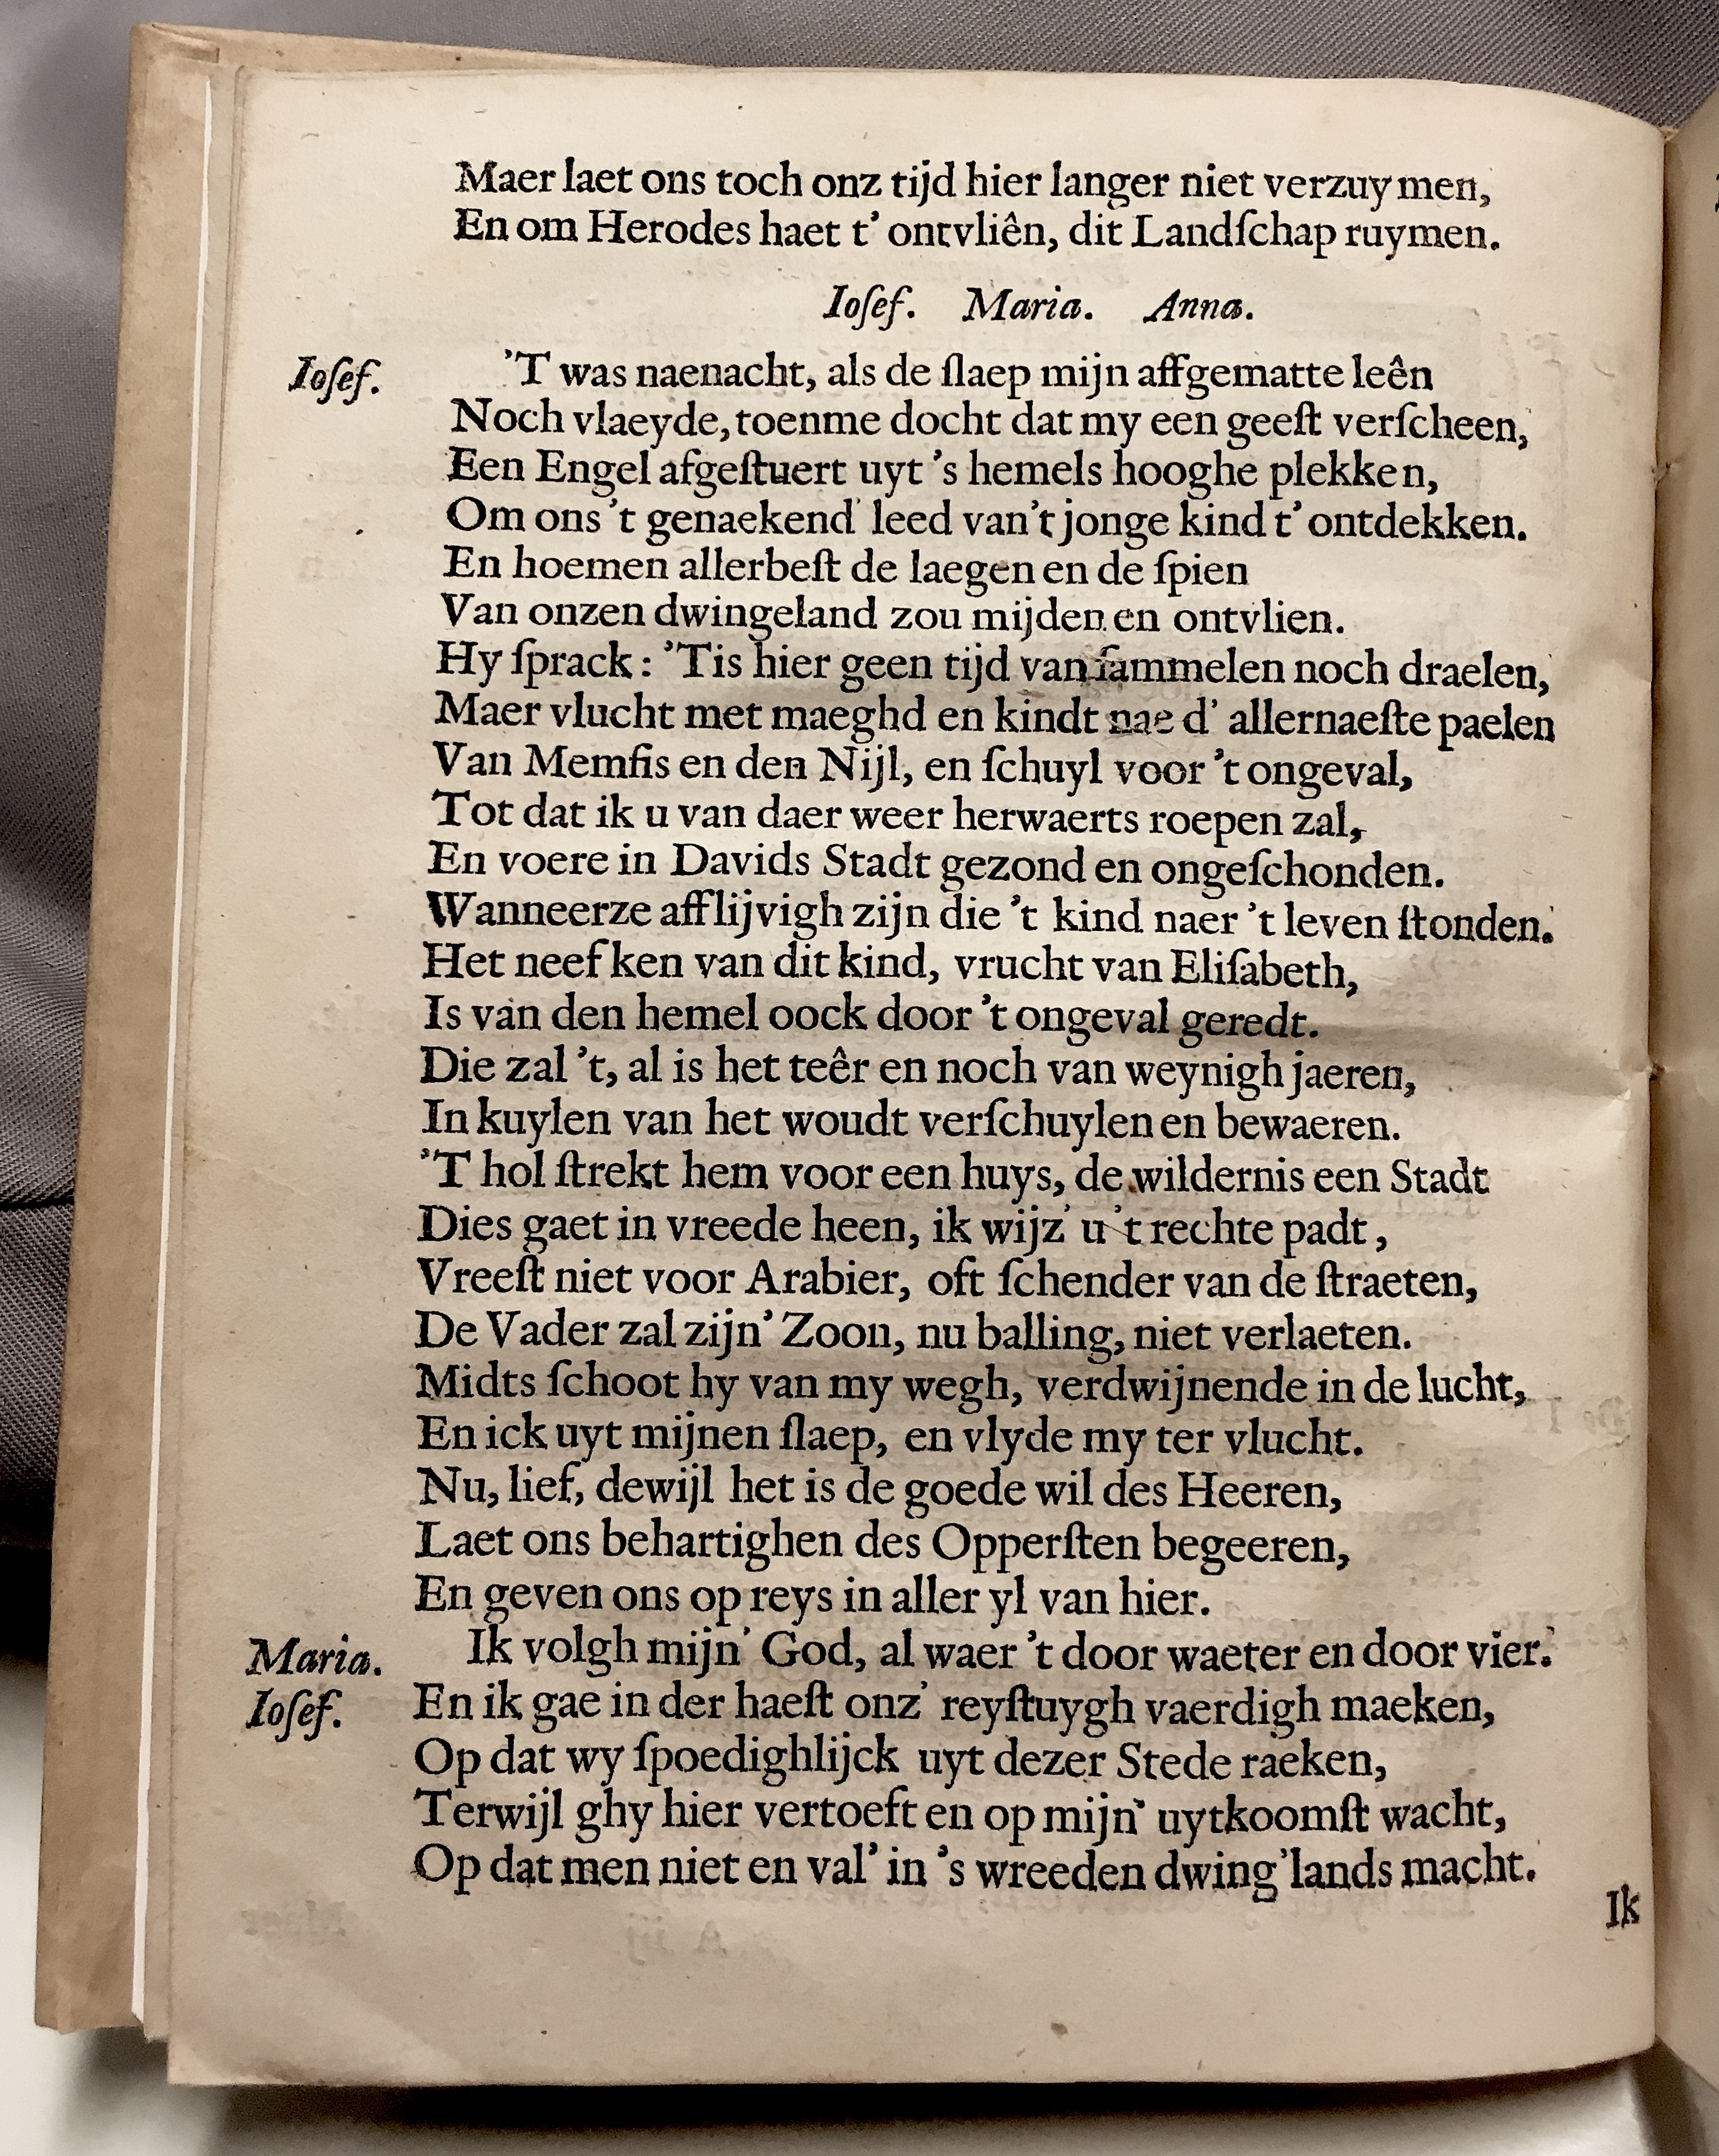 Maer laet ons toch onz tijd hier langer niet verzuymen,
En om Herodes haet t' ontvliên, dit Landſchap ruymen.
Ioſef. Maria. Anna.
Ioſef. 'T was naenacht, als de ſlaep mijn affgematte leên
Noch vlaeyde, toenme docht dat my een geeſt verſcheen,
Een Engel afgeſtuert uyt 's hemels hooghe plekken,
Om ons 't genaekend' leed van't jonge kind t' ontdekken.
En hoemen allerbeſt de laegen en de ſpien
Van onzen dwingeland zou mijden en ontvlien.
Hy ſprack: 'Tis hier geen tijd van ſammelen noch draelen,
Maer vlucht met maeghd en kindt nae d' allernaeſte paelen
Van Memfis en den Nijl, en ſchuyl voor 't ongeval,
Tot dat ik u van daer weer herwaerts roepen zal,
En voere in Davids Stadt gezond en ongeſchonden.
Wanneerze afflijvigh zijn die 't kind naer 't leven ſtonden.
Het neefken van dit kind, vrucht van Eliſabeth,
Is van den hemel oock door 't ongeval geredt.
Die zal 't, al is het teêr en noch van weynigh jaeren,
In kuylen van het woudt verſchuylen en bewaeren.
'T hol ſtrekt hem voor een huys, de wildernis een Stadt
Dies gaet in vreede heen, ik wijz' u 't rechte padt,
Vreeſt niet voor Arabier, oft ſchender van de ſtraeten,
De Vader zal zijn' Zoon, nu balling, niet verlaeten.
Midts ſchoot hy van my wegh, verdwijnende in de lucht,
En ick uyt mijnen ſlaep, en vlyde my ter vlucht.
Nu, lief, dewijl het is de goede wil des Heeren,
Laet ons behartighen des Opperſten begeeren,
En geven ons op reys in aller yl van hier.
Maria. Ik volgh mijn' God, al waer 't door waeter en door vier.
Ioſef. En ik gae in der haeſt onz' reyſtuygh vaerdigh maeken,
Op dat wy ſpoedighlijck uyt dezer Stede raeken,
Terwijl ghy hier vertoeft en op mijn' uytkoomſt wacht,
Op dat men niet en val' in 's wreeden dwing'lands macht.
Ik